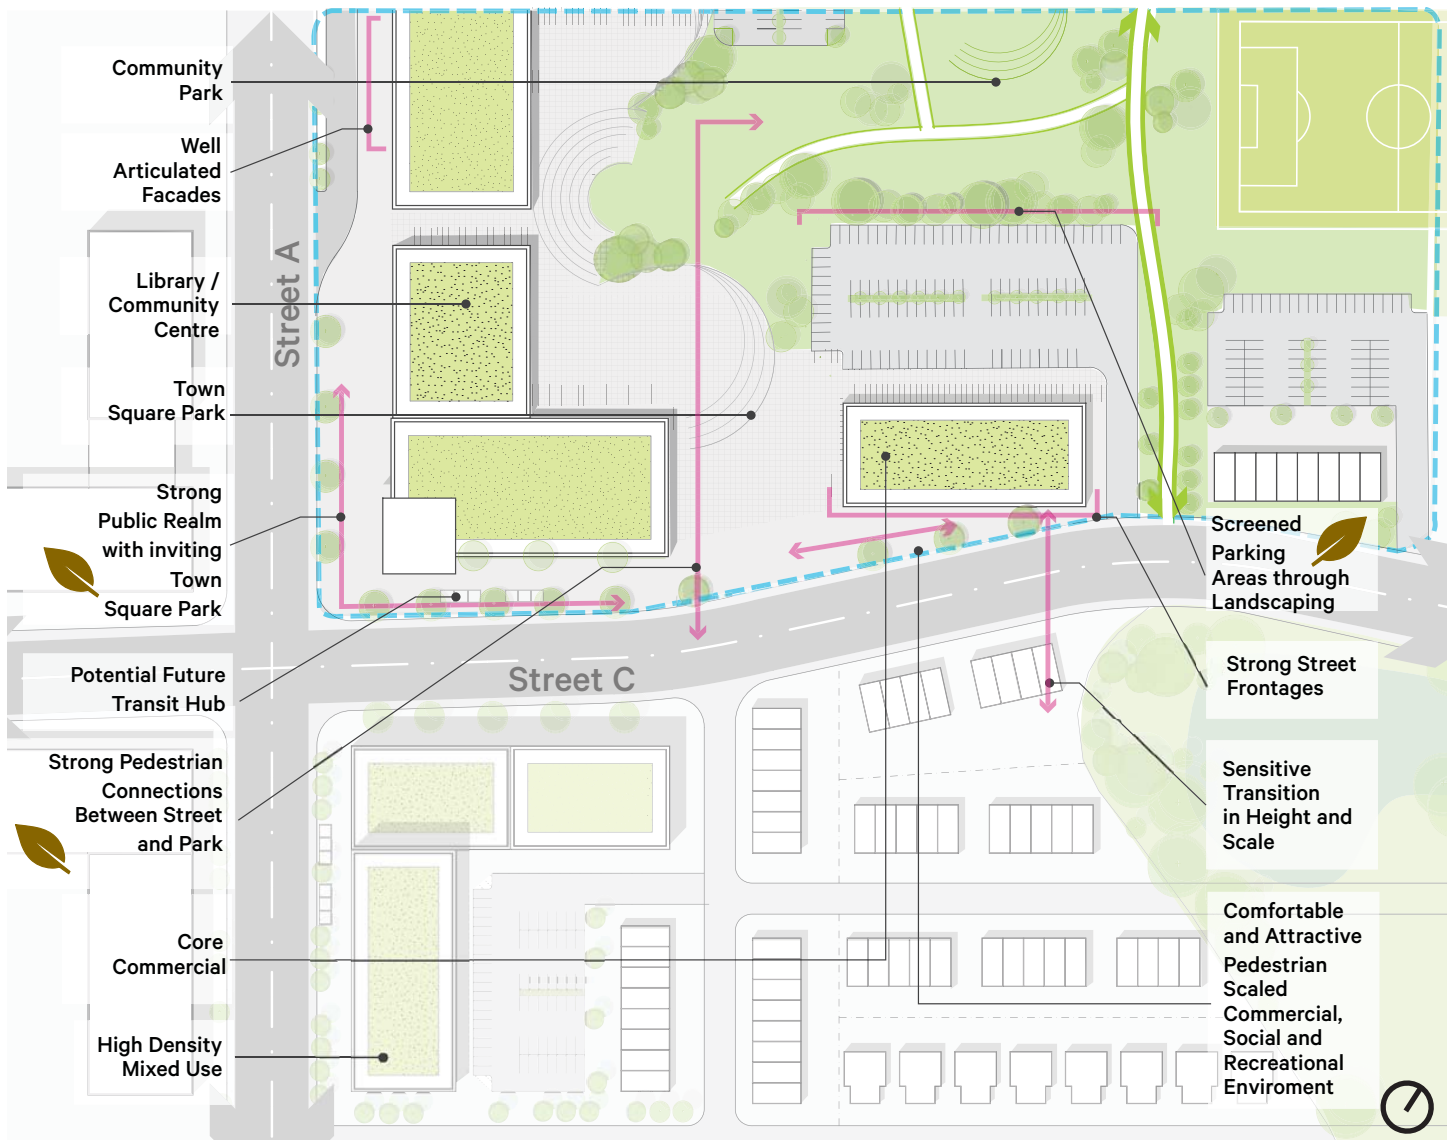 Community
Park
Well
Articulated
Facades
Street A
Library /
Community
Centre
Town
Square Park
Strong
Public Realm
with inviting
Town
Square Park
Potential Future
Transit Hub
Street C
Strong Pedestrian
Connections
Between Street
and Park
Core
Commercial
High Density
Mixed Use
Screened
Parking
Areas through
Landscaping
Strong Street
Frontages
Sensitive
Transition
in Height and
Scale
Comfortable
and Attractive
Pedestrian
Scaled
Commercial,
Social and
Recreational
Enviroment